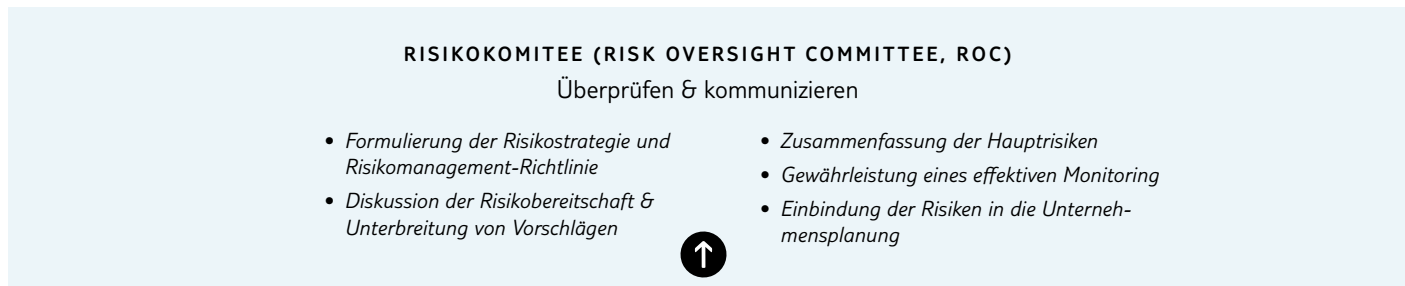 RISIKOKOMITEE (RISK OVERSIGHT COMMITTEE, ROC)
Überprüfen & kommunizieren
• Formulierung der Risikostrategie und
Risikomanagement-Richtlinie
• Diskussion der Risikobereitschaft &
Unterbreitung von Vorschlägen
• Zusammenfassung der Hauptrisiken
• Gewährleistung eines effektiven Monitoring
• Einbindung der Risiken in die Unterneh-
mensplanung